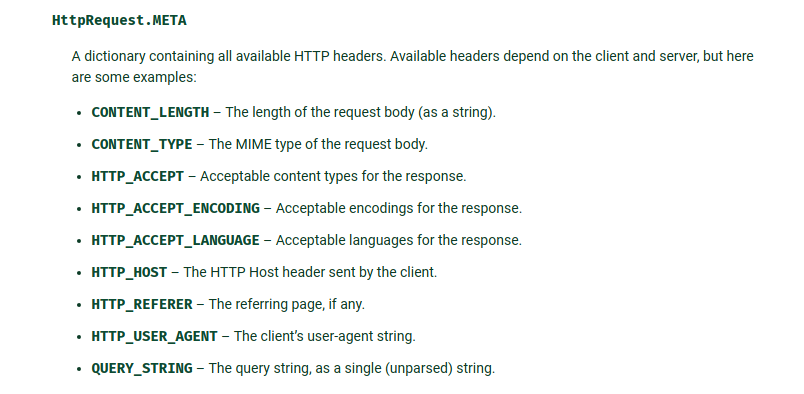 HttpRequest.META
A dictionary containing all available HTTP headers. Available headers depend on the client and server, but here
are some examples:
• CONTENT_LENGTH – The length of the request body (as a string).
• CONTENT_TYPE – The MIME type of the request body.
• HTTP_ACCEPT – Acceptable content types for the response.
• HTTP_ACCEPT_ENCODING – Acceptable encodings for the response.
• HTTP_ACCEPT_LANGUAGE – Acceptable languages for the response.
• HTTP_HOST – The HTTP Host header sent by the client.
• HTTP_REFERER – The referring page, if any.
• HTTP_USER_AGENT – The client’s user-agent string.
• QUERY_STRING – The query string, as a single (unparsed) string.